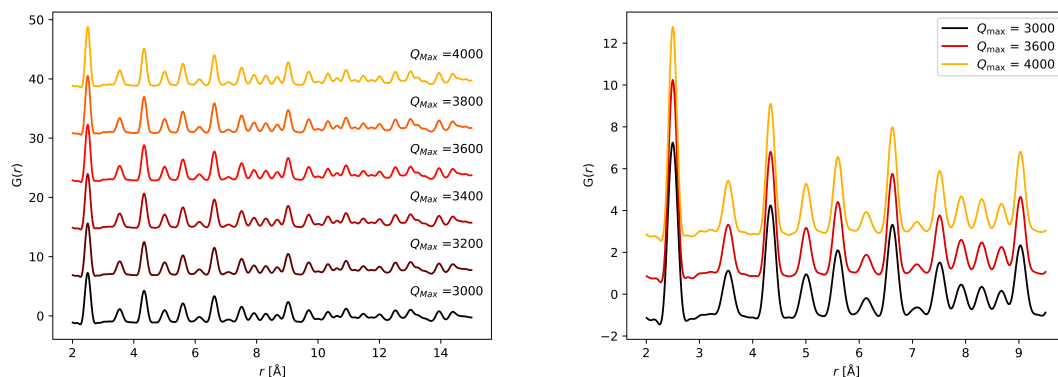 50
40
30
20
10
0
G(r)
2
4
6
8
10
12
14
r [Å]
Q_Max =4000
Q_Max =3800
Q_Max =3600
Q_Max =3400
Q_Max =3200
Q_Max =3000
12
10
8
6
4
2
0
−2
G(r)
2
3
4
5
6
7
8
9
r [Å]
Q_max = 3000
Q_max = 3600
Q_max = 4000